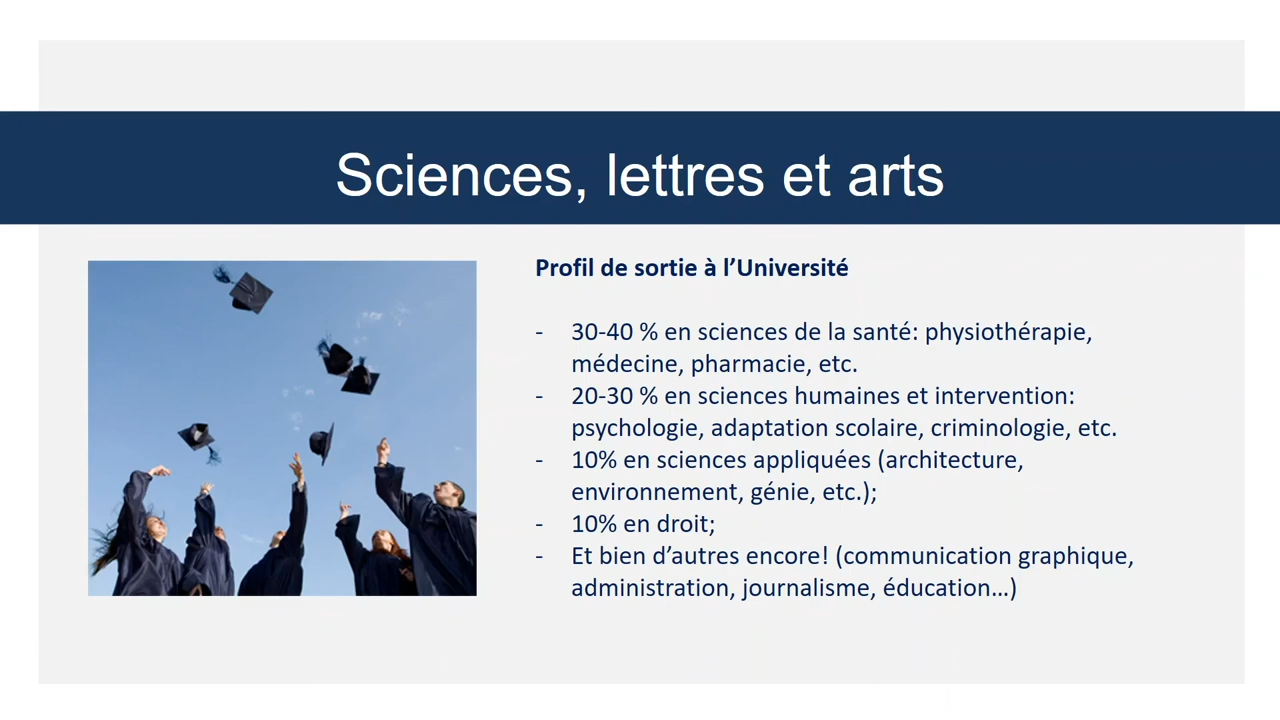 Sciences, lettres et arts
Profil de sortie à l’Université
- 30-40 % en sciences de la santé: physiothérapie,
médecine, pharmacie, etc.
- 20-30 % en sciences humaines et intervention:
psychologie, adaptation scolaire, criminologie, etc.
- 10% en sciences appliquées (architecture,
environnement, génie, etc.);
- 10% en droit;
- Et bien d’autres encore! (communication graphique,
administration, journalisme, éducation…)